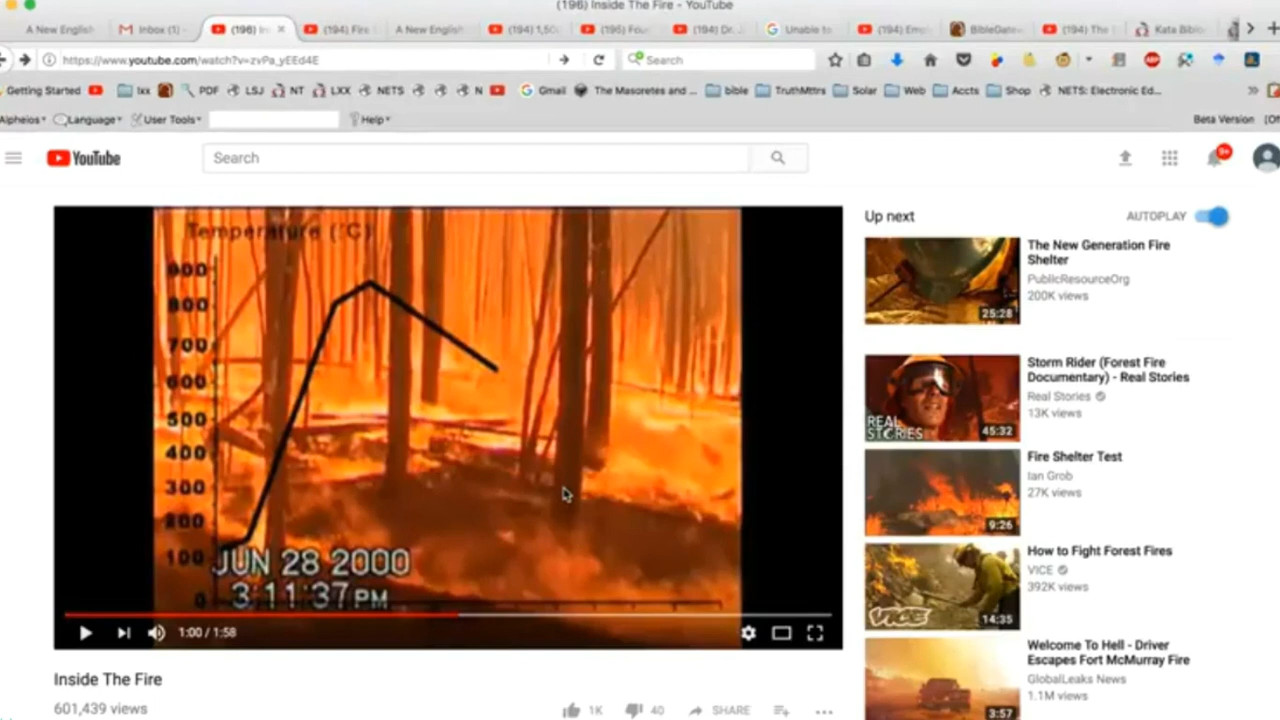 (196) Inside The Fire - YouTube
A New English
Inbox (1) -
(196) In
(194) Fire
A New English
(194) 1,50
(195) Fou
(194) Dr.
Unable to
(194) Em
BibleGate
(194) The
Kata Bibl
https://www.youtube.com/watch?v=zvPa_yEEd4E
Search
Getting Started
lxx
PDF
LSJ
NT
LXX
NETS
N
Gmail
The Masoretes and ...
bible
TruthMttrs
Solar
Web
Accts
Shop
NETS: Electronic Ed...
Alpheios
Language
User Tools
Help
Beta Version
YouTube
Search
9+
Temperature (°C)
900
800
700
600
500
400
300
200
100
0
JUN 28 2000
3:11:37 PM
1:00 / 1:58
Inside The Fire
601,439 views
1K
40
SHARE
Up next
AUTOPLAY
25:28
The New Generation Fire
Shelter
PublicResourceOrg
200K views
REAL
STORIES
45:32
Storm Rider (Forest Fire
Documentary) - Real Stories
Real Stories
13K views
9:26
Fire Shelter Test
Ian Grob
27K views
VICE
14:35
How to Fight Forest Fires
VICE
392K views
3:57
Welcome To Hell - Driver
Escapes Fort McMurray Fire
GlobalLeaks News
1.1M views